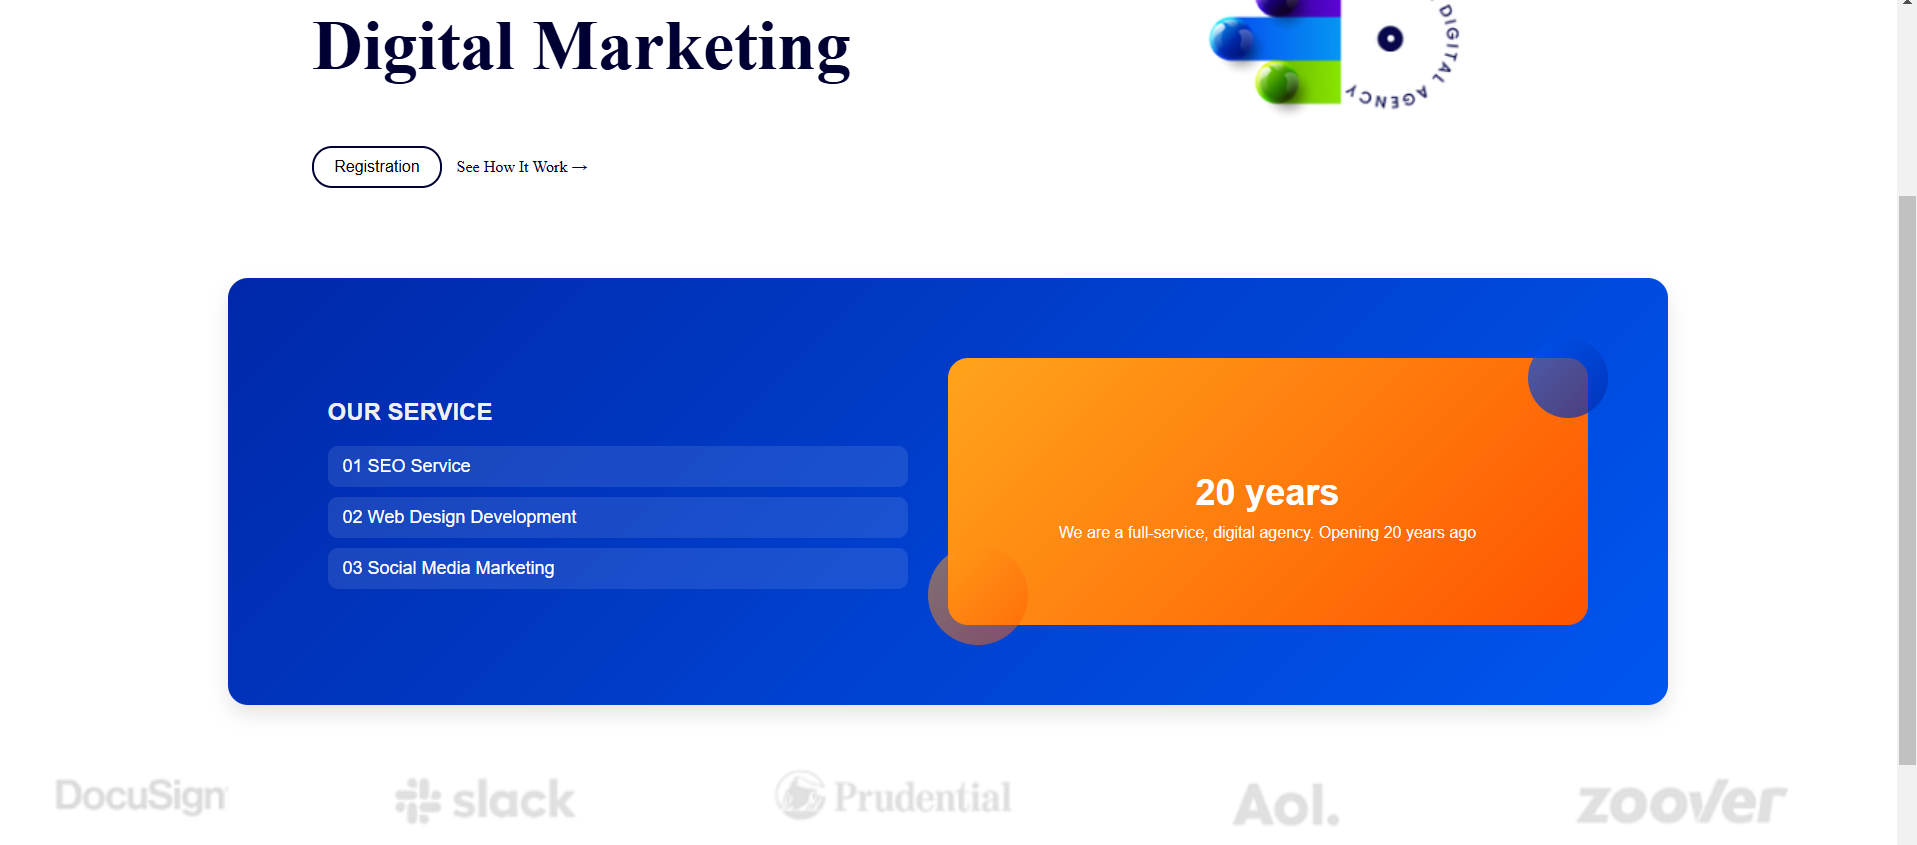 Digital Marketing
DIGITAL AGENCY
Registration
See How It Work →
OUR SERVICE
01 SEO Service
02 Web Design Development
03 Social Media Marketing
20 years
We are a full-service, digital agency. Opening 20 years ago
DocuSign
slack
Prudential
Aol.
zoover